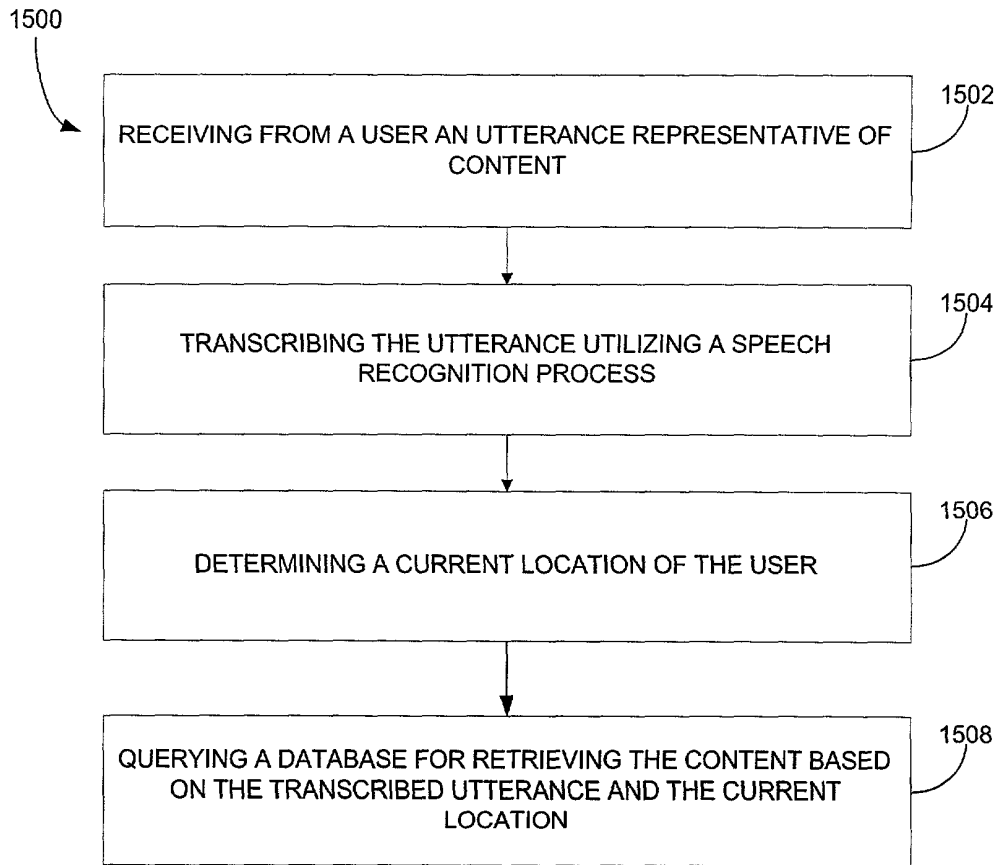 1500
1502
RECEIVING FROM A USER AN UTTERANCE REPRESENTATIVE OF
CONTENT
1504
TRANSCRIBING THE UTTERANCE UTILIZING A SPEECH
RECOGNITION PROCESS
1506
DETERMINING A CURRENT LOCATION OF THE USER
1508
QUERYING A DATABASE FOR RETRIEVING THE CONTENT BASED
ON THE TRANSCRIBED UTTERANCE AND THE CURRENT
LOCATION